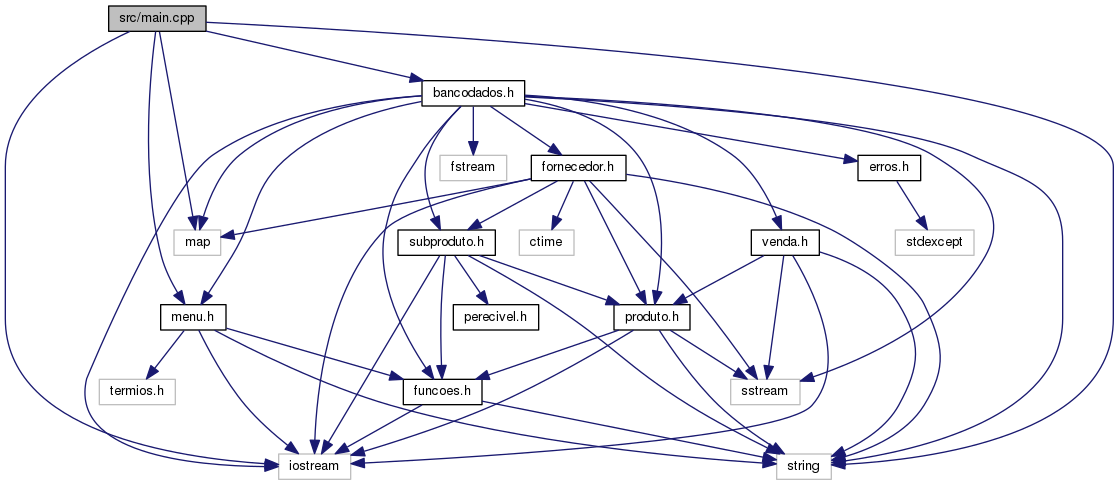 src/main.cpp
bancodados.h
fstream
fornecedor.h
erros.h
map
subproduto.h
ctime
venda.h
stdexcept
menu.h
perecivel.h
produto.h
termios.h
funcoes.h
sstream
iostream
string